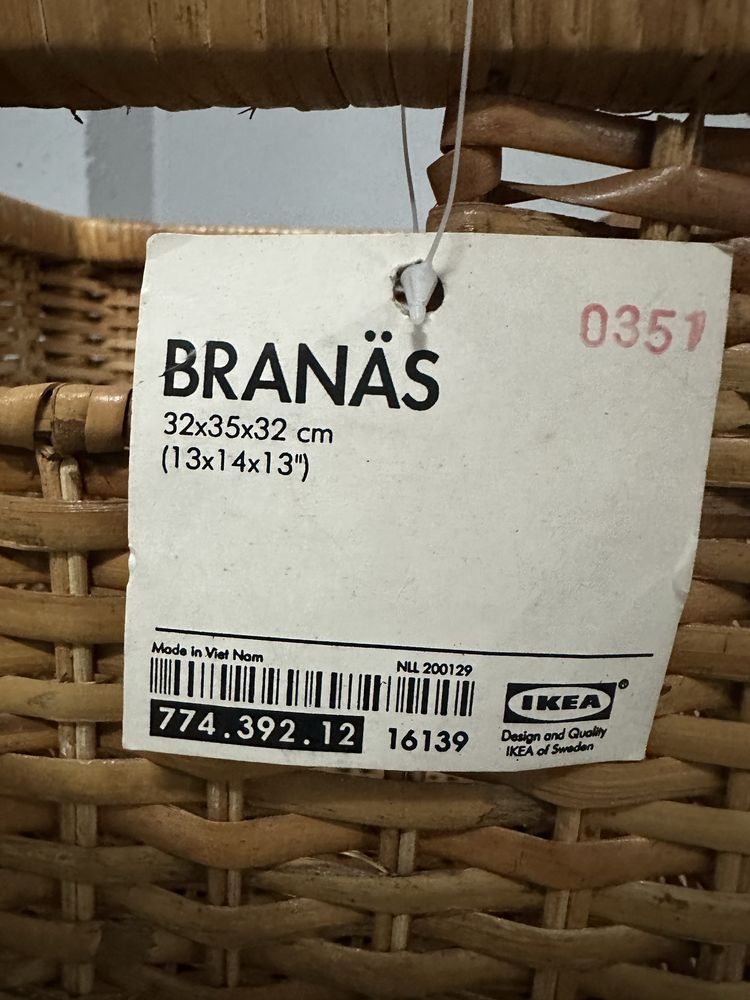 0351
BRANÄS
32x35x32 cm
(13x14x13")
Made in Viet Nam
NLL 200129
774.392.12
16139
IKEA®
Design and Quality
IKEA of Sweden